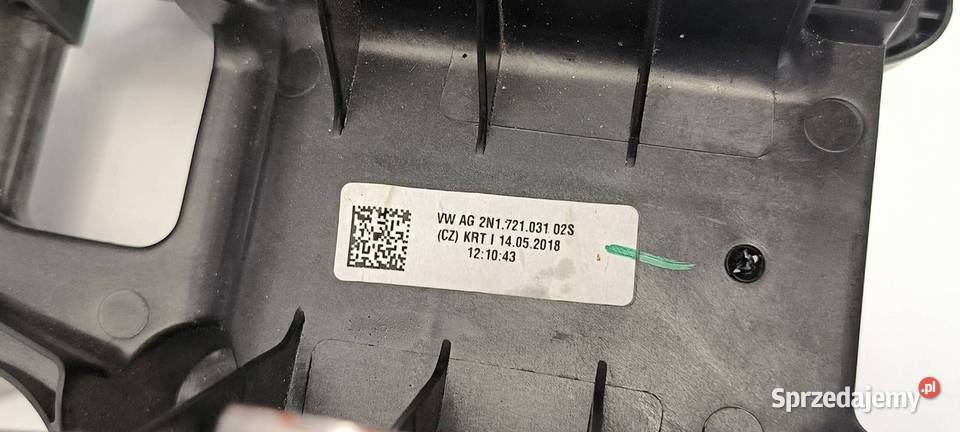 VW AG 2N1.721.031 02S
(CZ) KRT I 14.05.2018
12:10:43
Sprzedajemy.pl